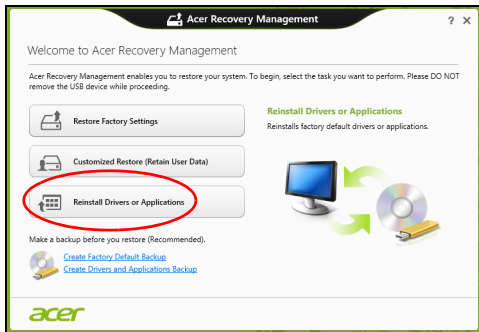 Acer Recovery Management
? ×
Welcome to Acer Recovery Management
Acer Recovery Management enables you to restore your system. To begin, select the task you want to perform. Please DO NOT
remove the USB device while proceeding.
Restore Factory Settings
Customized Restore (Retain User Data)
Reinstall Drivers or Applications
Reinstall Drivers or Applications
Reinstalls factory default drivers or applications.
Make a backup before you restore (Recommended).
Create Factory Default Backup
Create Drivers and Applications Backup
acer